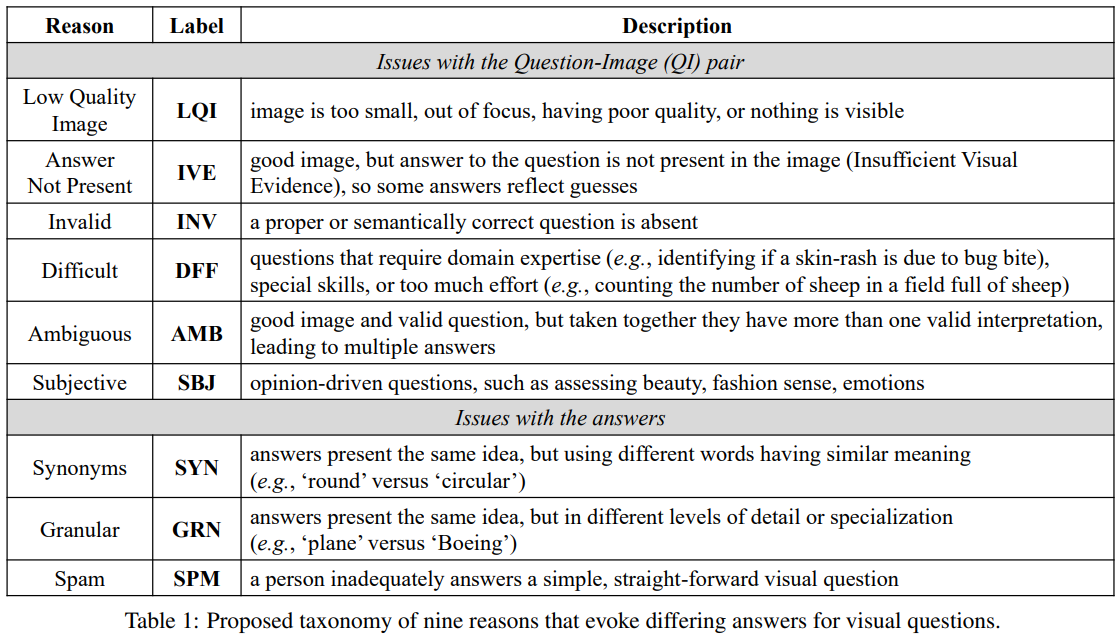 Reason Label Description
Issues with the Question-Image (QI) pair
Low Quality
Image
LQI
image is too small, out of focus, having poor quality, or nothing is visible
Answer
Not Present
IVE
good image, but answer to the question is not present in the image (Insufficient Visual
Evidence), so some answers reflect guesses
Invalid INV a proper or semantically correct question is absent
Difficult
DFF
questions that require domain expertise (e.g., identifying if a skin-rash is due to bug bite),
special skills, or too much effort (e.g., counting the number of sheep in a field full of sheep)
Ambiguous
AMB
good image and valid question, but taken together they have more than one valid interpretation,
leading to multiple answers
Subjective SBJ opinion-driven questions, such as assessing beauty, fashion sense, emotions
Issues with the answers
Synonyms
SYN
answers present the same idea, but using different words having similar meaning
(e.g., ‘round’ versus ‘circular’)
Granular
GRN
answers present the same idea, but in different levels of detail or specialization
(e.g., ‘plane’ versus ‘Boeing’)
Spam SPM a person inadequately answers a simple, straight-forward visual question
Table 1: Proposed taxonomy of nine reasons that evoke differing answers for visual questions.